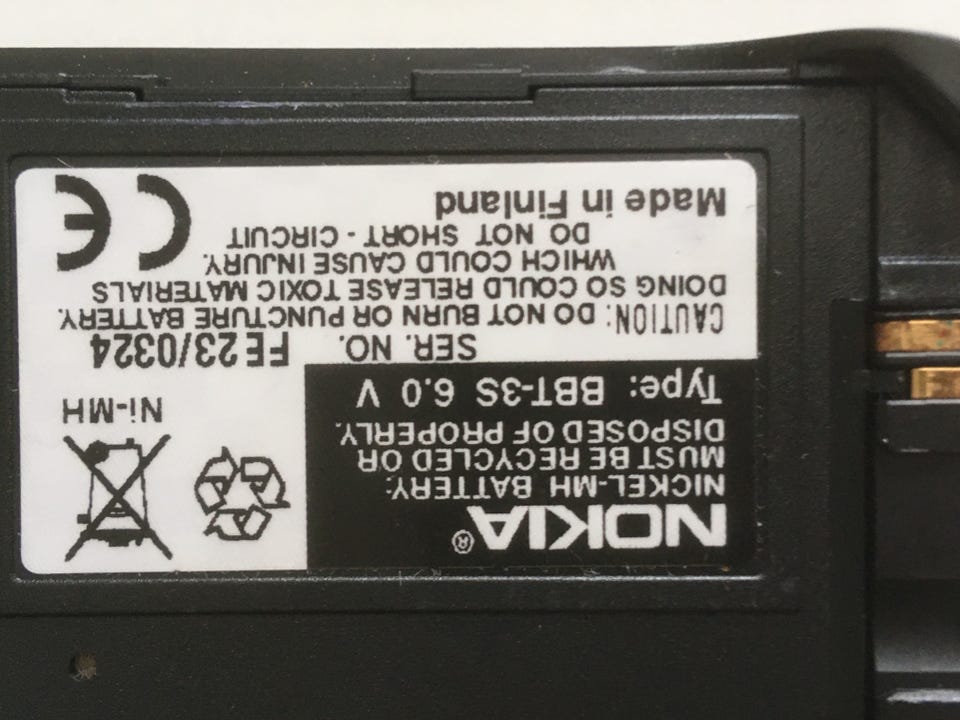 NOKIA®
NICKEL-MH BATTERY:
MUST BE RECYCLED OR
DISPOSED OF PROPERLY.
Type: BBT-3S 6.0 V
Ni-MH
SER. NO. FE23/0324
CAUTION: DO NOT BURN OR PUNCTURE BATTERY.
DOING SO COULD RELEASE TOXIC MATERIALS
WHICH COULD CAUSE INJURY.
DO NOT SHORT - CIRCUIT
Made in Finland
CE